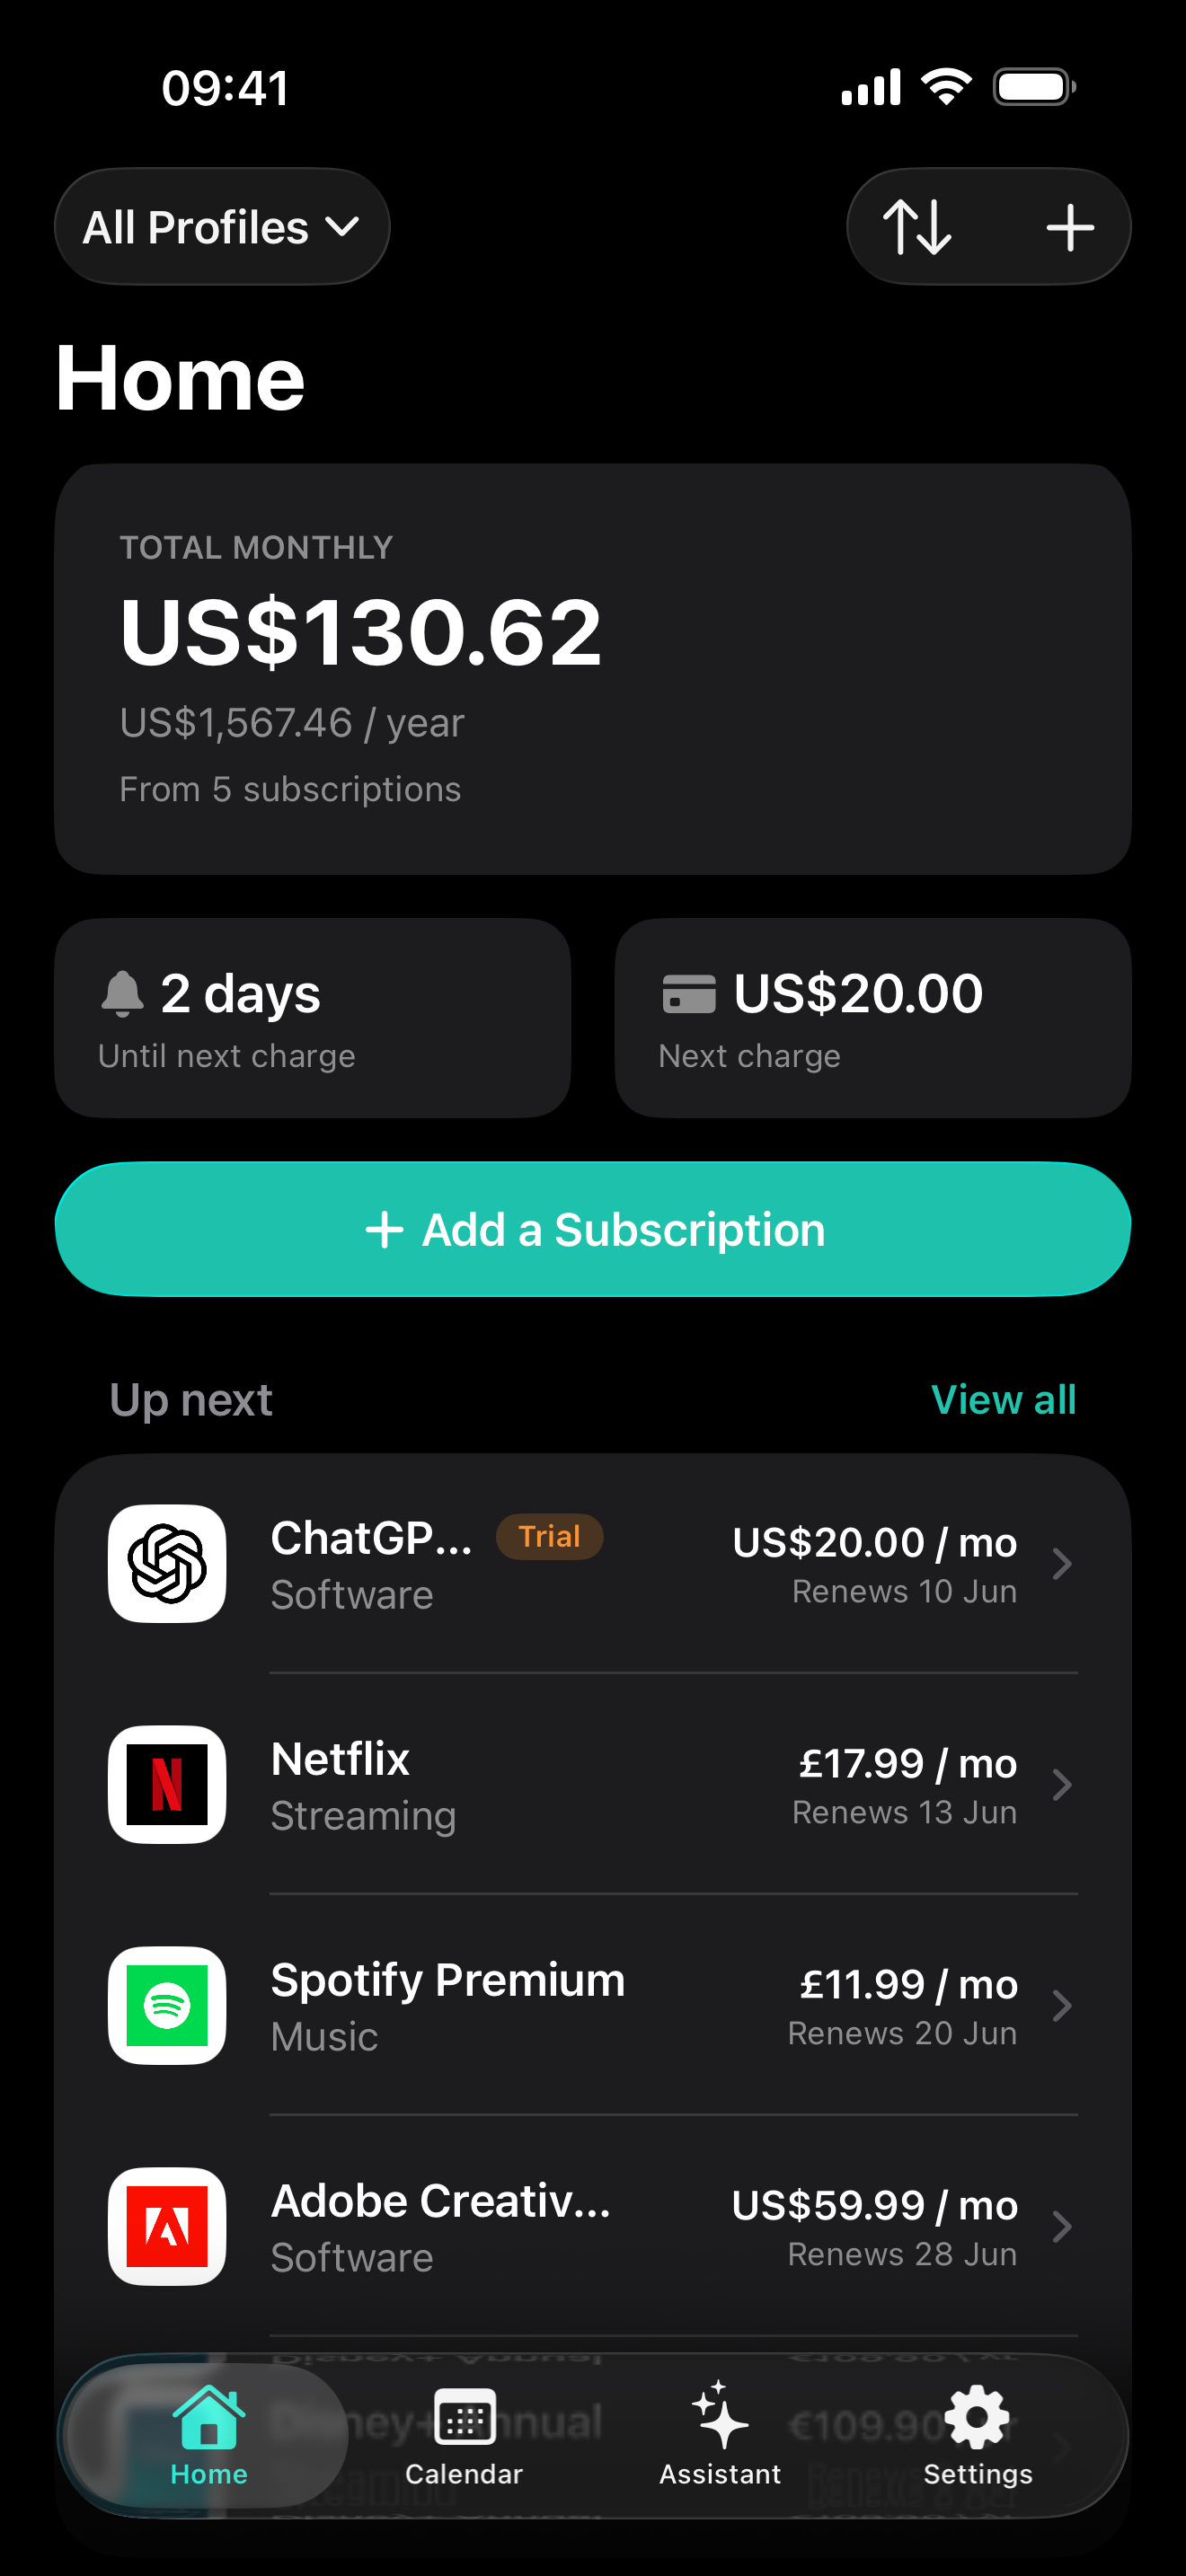 09:41
All Profiles
Home
TOTAL MONTHLY
US$130.62
US$1,567.46 / year
From 5 subscriptions
2 days
Until next charge
US$20.00
Next charge
+ Add a Subscription
Up next
View all
ChatGP...
Trial
US$20.00 / mo
Software
Renews 10 Jun
Netflix
£17.99 / mo
Streaming
Renews 13 Jun
Spotify Premium
£11.99 / mo
Music
Renews 20 Jun
Adobe Creativ...
US$59.99 / mo
Software
Renews 28 Jun
Home
Calendar
Assistant
Settings